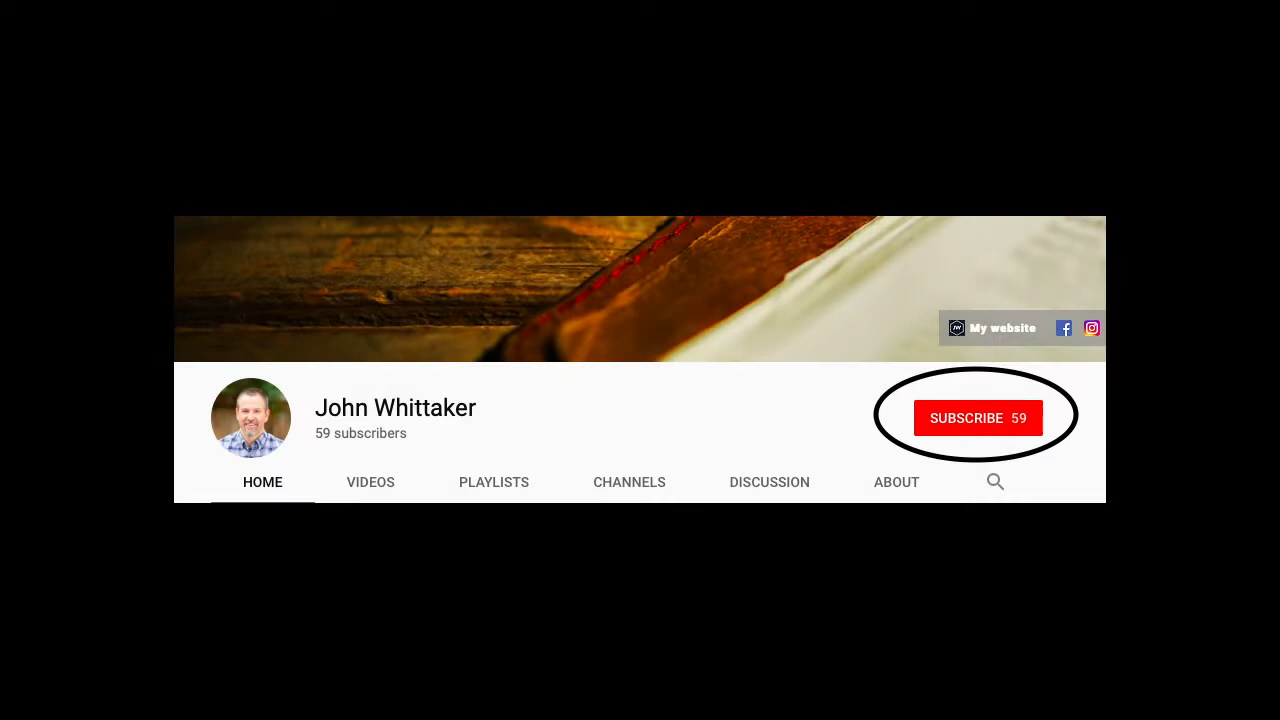 My website
John Whittaker
59 subscribers
SUBSCRIBE 59
HOME VIDEOS PLAYLISTS CHANNELS DISCUSSION ABOUT